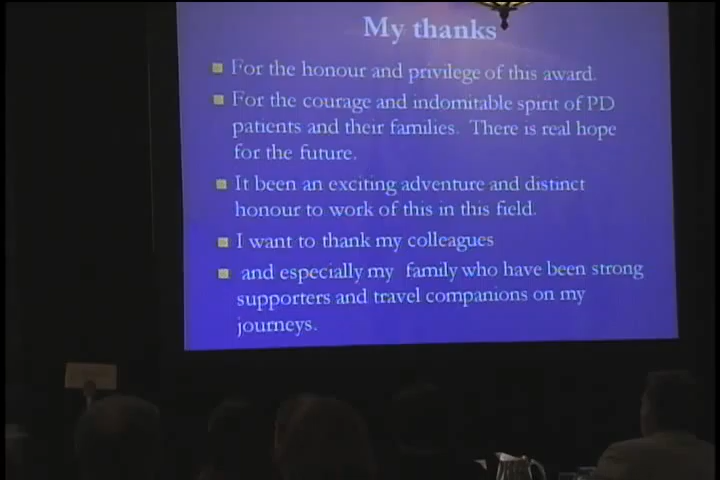 My thanks
For the honour and privilege of this award.
For the courage and indomitable spirit of PD
patients and their families. There is real hope
for the future.
It been an exciting adventure and distinct
honour to work of this in this field.
I want to thank my colleagues
and especially my family who have been strong
supporters and travel companions on my
journeys.